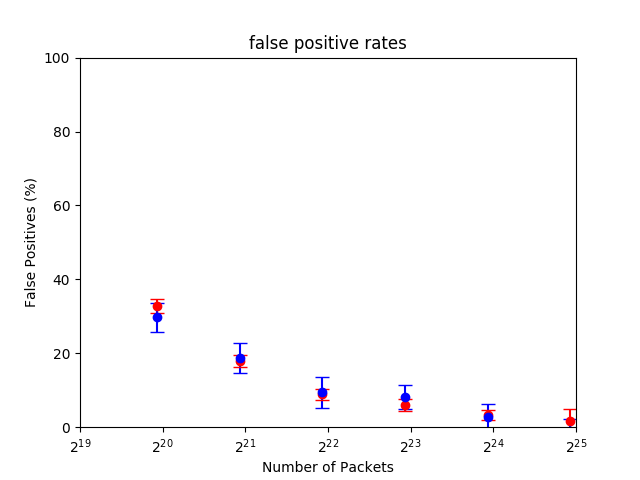 false positive rates
100
80
60
40
20
0
False Positives (%)
2^19 2^20 2^21 2^22 2^23 2^24 2^25
Number of Packets